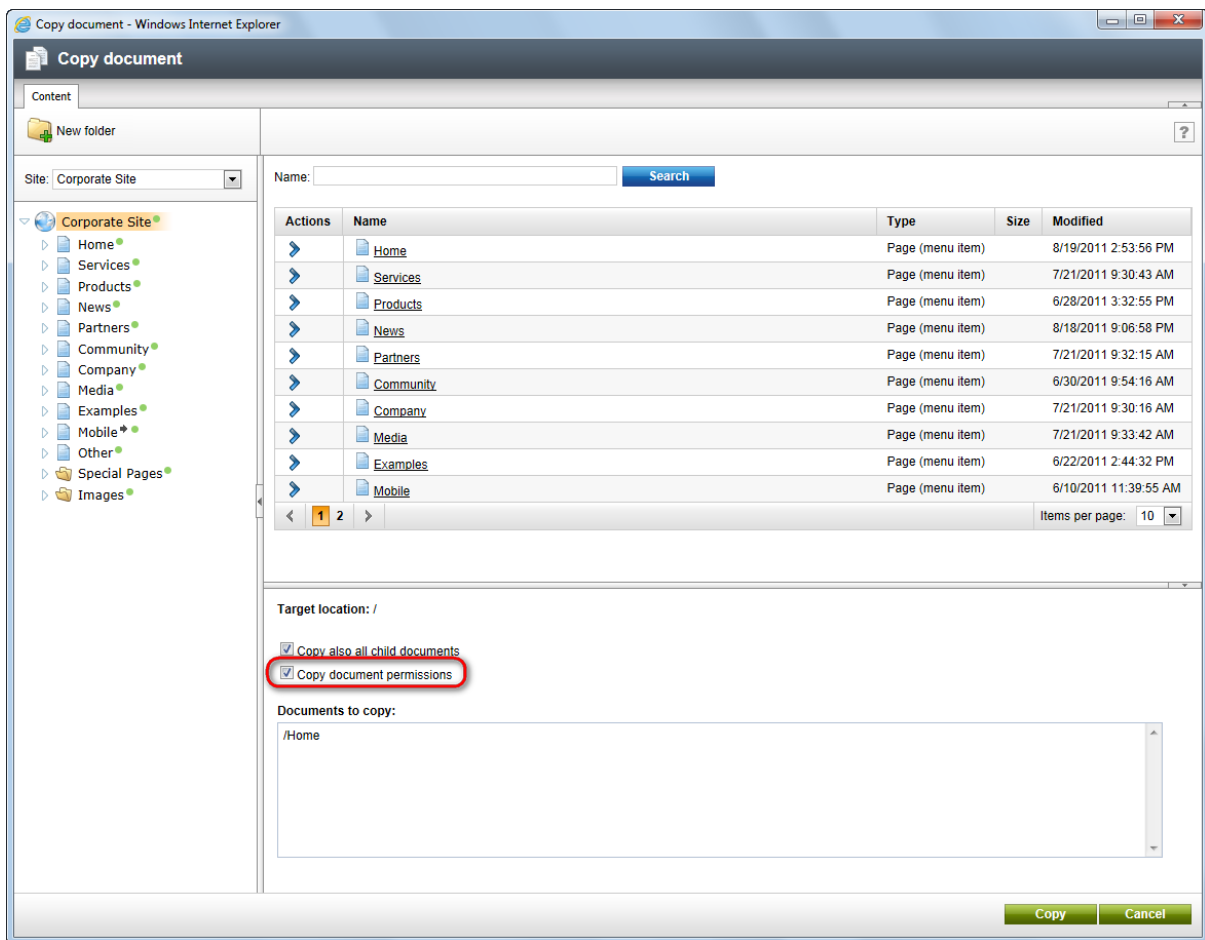 Copy document - Windows Internet Explorer
Copy document
Content
New folder
?
Site: Corporate Site
Name: Search
Corporate Site
Home
Services
Products
News
Partners
Community
Company
Media
Examples
Mobile
Other
Special Pages
Images
Actions Name Type Size Modified
Home Page (menu item) 8/19/2011 2:53:56 PM
Services Page (menu item) 7/21/2011 9:30:43 AM
Products Page (menu item) 6/28/2011 3:32:55 PM
News Page (menu item) 8/18/2011 9:06:58 PM
Partners Page (menu item) 7/21/2011 9:32:15 AM
Community Page (menu item) 6/30/2011 9:54:16 AM
Company Page (menu item) 7/21/2011 9:30:16 AM
Media Page (menu item) 7/21/2011 9:33:42 AM
Examples Page (menu item) 6/22/2011 2:44:32 PM
Mobile Page (menu item) 6/10/2011 11:39:55 AM
1 2 Items per page: 10
Target location: /
Copy also all child documents
Copy document permissions
Documents to copy:
/Home
Copy Cancel